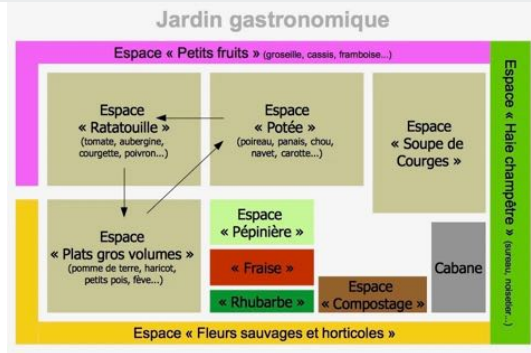 Jardin gastronomique
Espace « Petits fruits » (groseille, cassis, framboise...)
Espace
« Ratatouille »
(tomate, aubergine,
courgette, poivron...)
Espace
« Potée »
(poireau, panais, chou,
navet, carotte...)
Espace
« Soupe de
Courges »
Espace « Haie champêtre »
(sureau, noisetier...)
Espace
« Plats gros volumes »
(pomme de terre, haricot,
petits pois, fève...)
Espace
« Pépinière »
« Fraise »
« Rhubarbe »
Espace
« Compostage »
Cabane
Espace « Fleurs sauvages et horticoles »